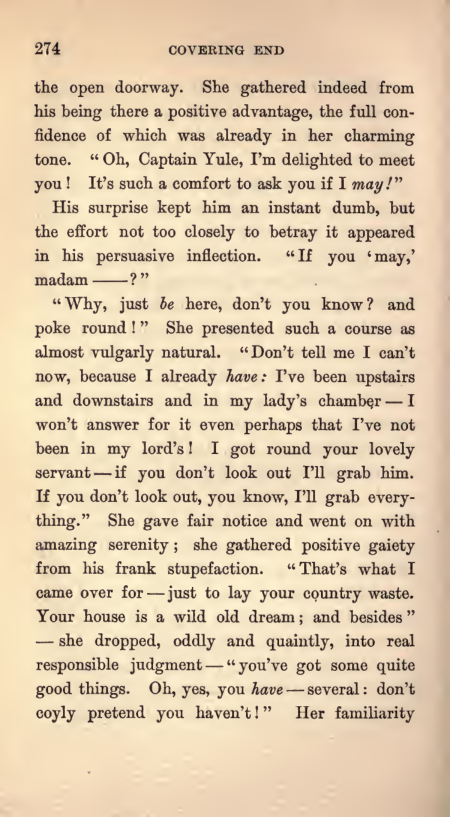 274 COVERING END
the open doorway. She gathered indeed from
his being there a positive advantage, the full con-
fidence of which was already in her charming
tone. “Oh, Captain Yule, I’m delighted to meet
you! It’s such a comfort to ask you if I may!”
His surprise kept him an instant dumb, but
the effort not too closely to betray it appeared
in his persuasive inflection. “If you ‘may,’
madam——?”
“Why, just be here, don’t you know? and
poke round!” She presented such a course as
almost vulgarly natural. “Don’t tell me I can’t
now, because I already have: I’ve been upstairs
and downstairs and in my lady’s chamber — I
won’t answer for it even perhaps that I’ve not
been in my lord’s! I got round your lovely
servant — if you don’t look out I’ll grab him.
If you don’t look out, you know, I’ll grab every-
thing.” She gave fair notice and went on with
amazing serenity; she gathered positive gaiety
from his frank stupefaction. “That’s what I
came over for — just to lay your country waste.
Your house is a wild old dream; and besides”
— she dropped, oddly and quaintly, into real
responsible judgment — “you’ve got some quite
good things. Oh, yes, you have — several: don’t
coyly pretend you haven’t!” Her familiarity